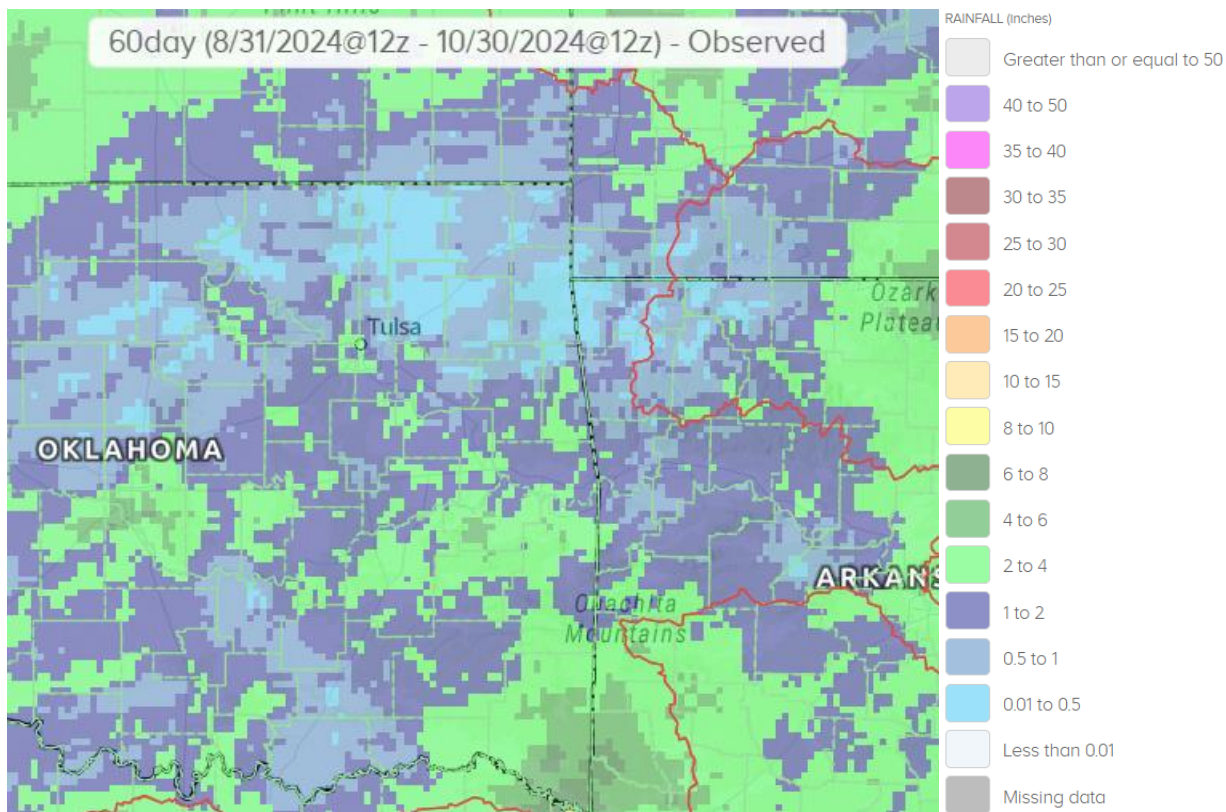 60day (8/31/2024@12z - 10/30/2024@12z) - Observed
Tulsa
OKLAHOMA
Ozark
Ouachita
Mountains
RAINFALL (Inches)
Greater than or equal to 50
40 to 50
35 to 40
30 to 35
25 to 30
20 to 25
15 to 20
10 to 15
8 to 10
6 to 8
4 to 6
2 to 4
1 to 2
0.5 to 1
0.01 to 0.5
Less than 0.01
Missing data